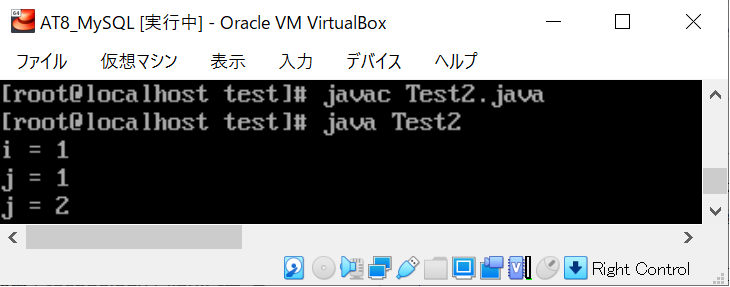 AT8_MySQL [実行中] - Oracle VM VirtualBox
ファイル 仮想マシン 表示 入力 デバイス ヘルプ
[root@localhost test]# javac Test2.java
[root@localhost test]# java Test2
i = 1
j = 1
j = 2
Right Control